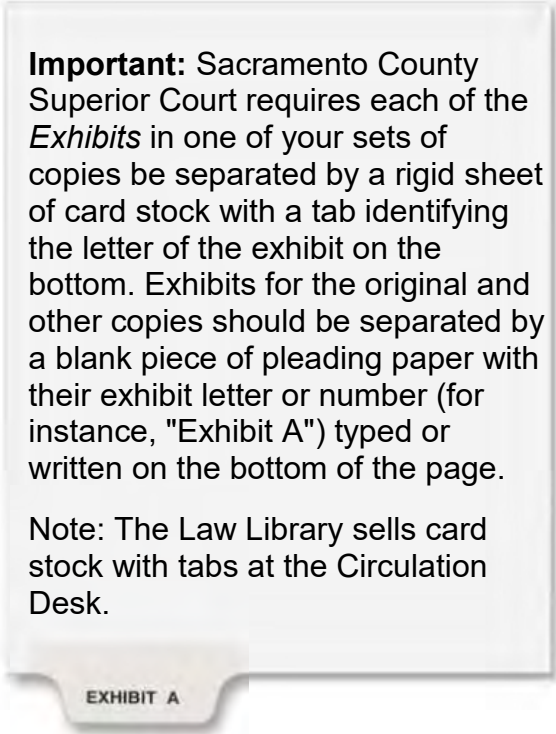 Important: Sacramento County
Superior Court requires each of the
Exhibits in one of your sets of
copies be separated by a rigid sheet
of card stock with a tab identifying
the letter of the exhibit on the
bottom. Exhibits for the original and
other copies should be separated by
a blank piece of pleading paper with
their exhibit letter or number (for
instance, "Exhibit A") typed or
written on the bottom of the page.
Note: The Law Library sells card
stock with tabs at the Circulation
Desk.
EXHIBIT A